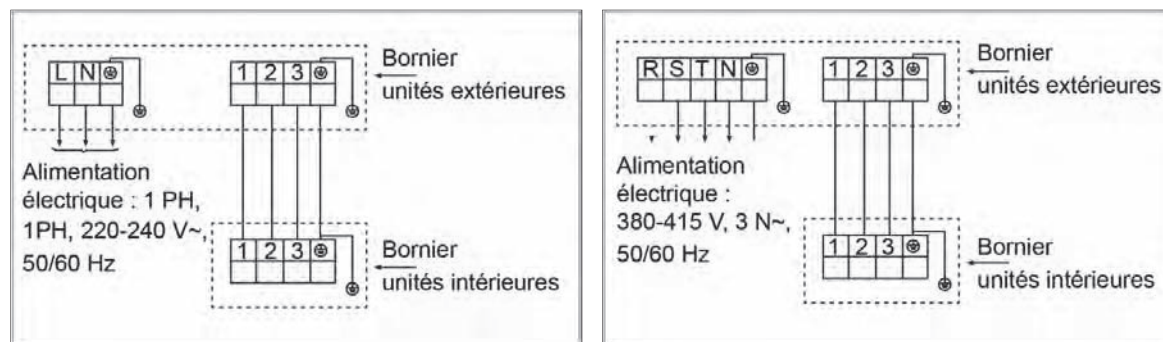 L N ⏚
1 2 3 ⏚
Bornier
unités extérieures
Alimentation
électrique : 1 PH,
1PH, 220-240 V~,
50/60 Hz
1 2 3 ⏚
Bornier
unités intérieures
R S T N ⏚
1 2 3 ⏚
Bornier
unités extérieures
Alimentation
électrique :
380-415 V, 3 N~,
50/60 Hz
1 2 3 ⏚
Bornier
unités intérieures